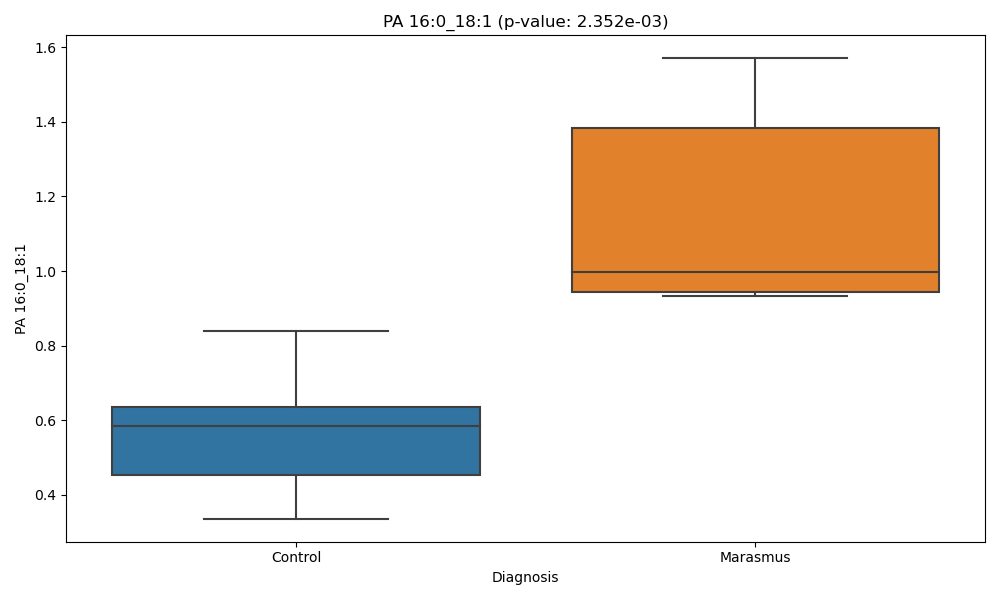 PA 16:0_18:1 (p-value: 2.352e-03)
1.6
1.4
1.2
1.0
0.8
0.6
0.4
PA 16:0_18:1
Control
Marasmus
Diagnosis